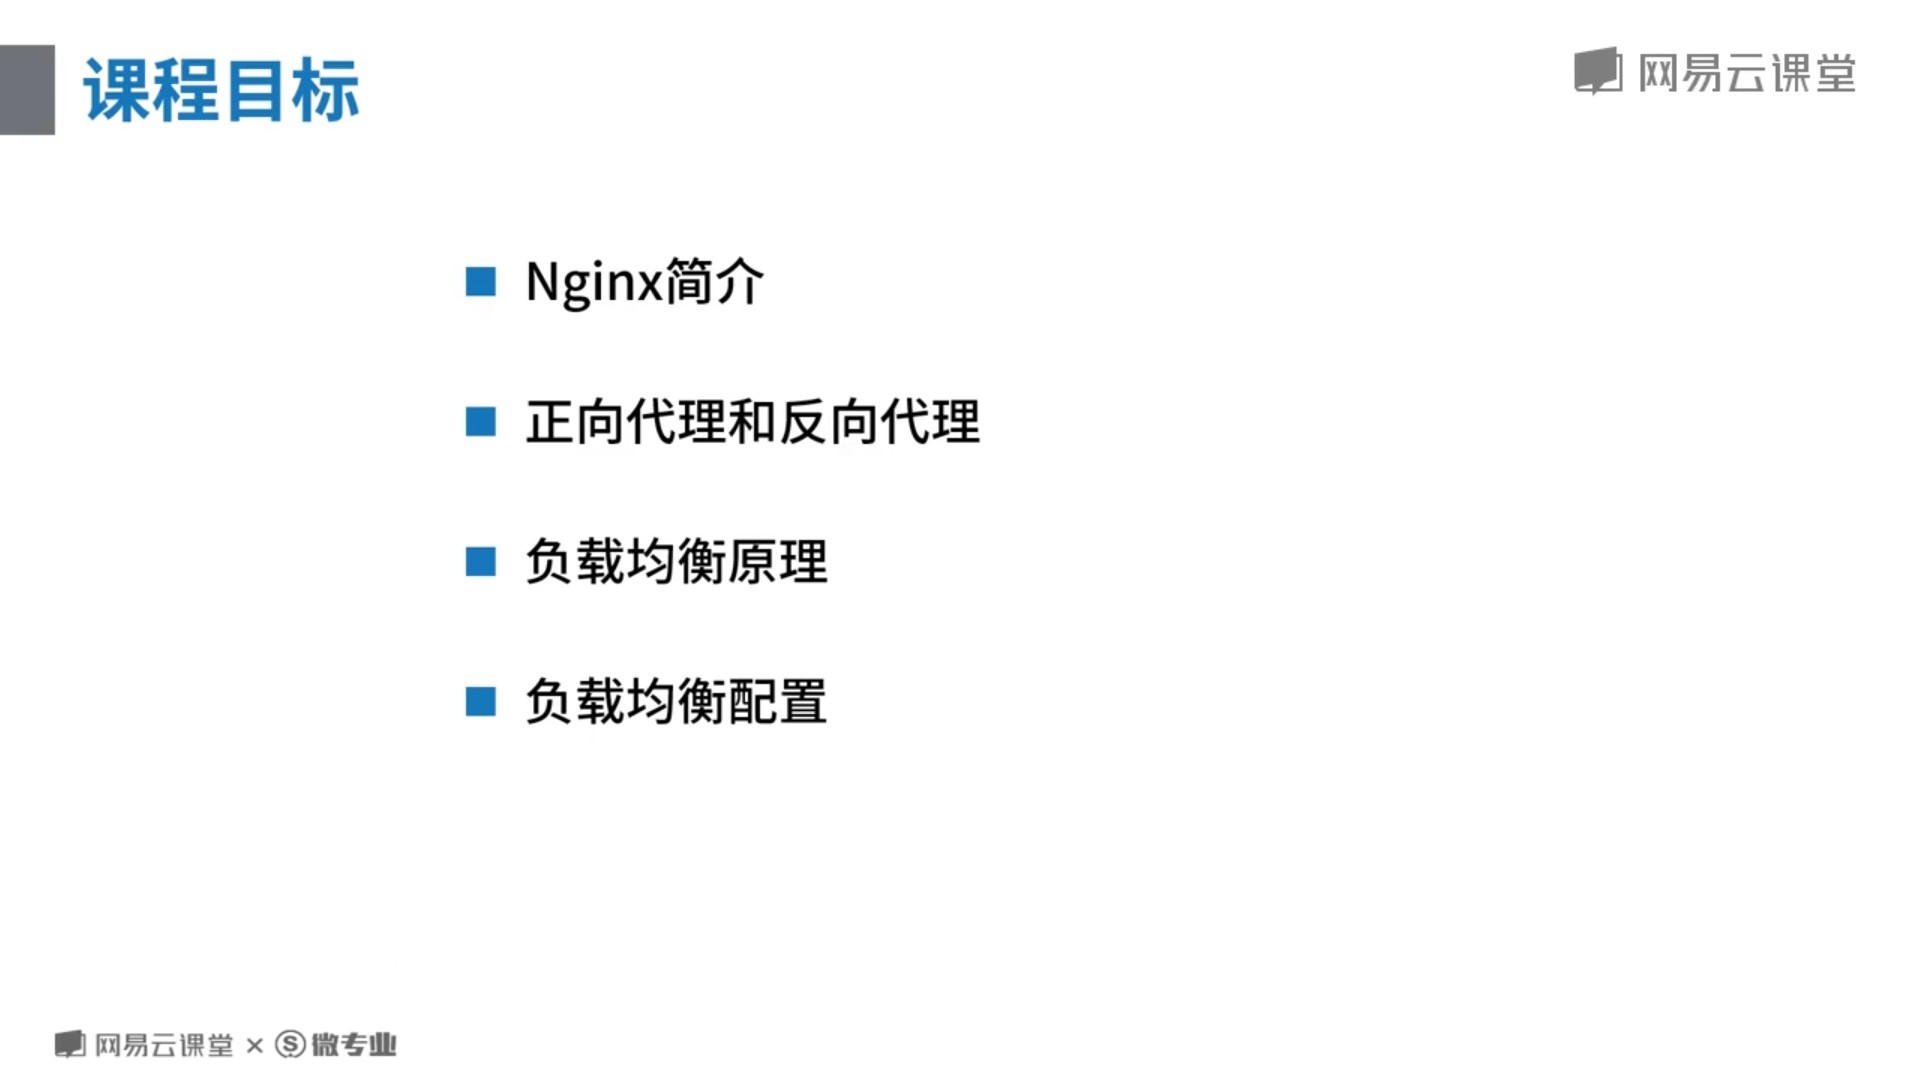 课程目标
网易云课堂
Nginx简介
正向代理和反向代理
负载均衡原理
负载均衡配置
网易云课堂 × S 微专业